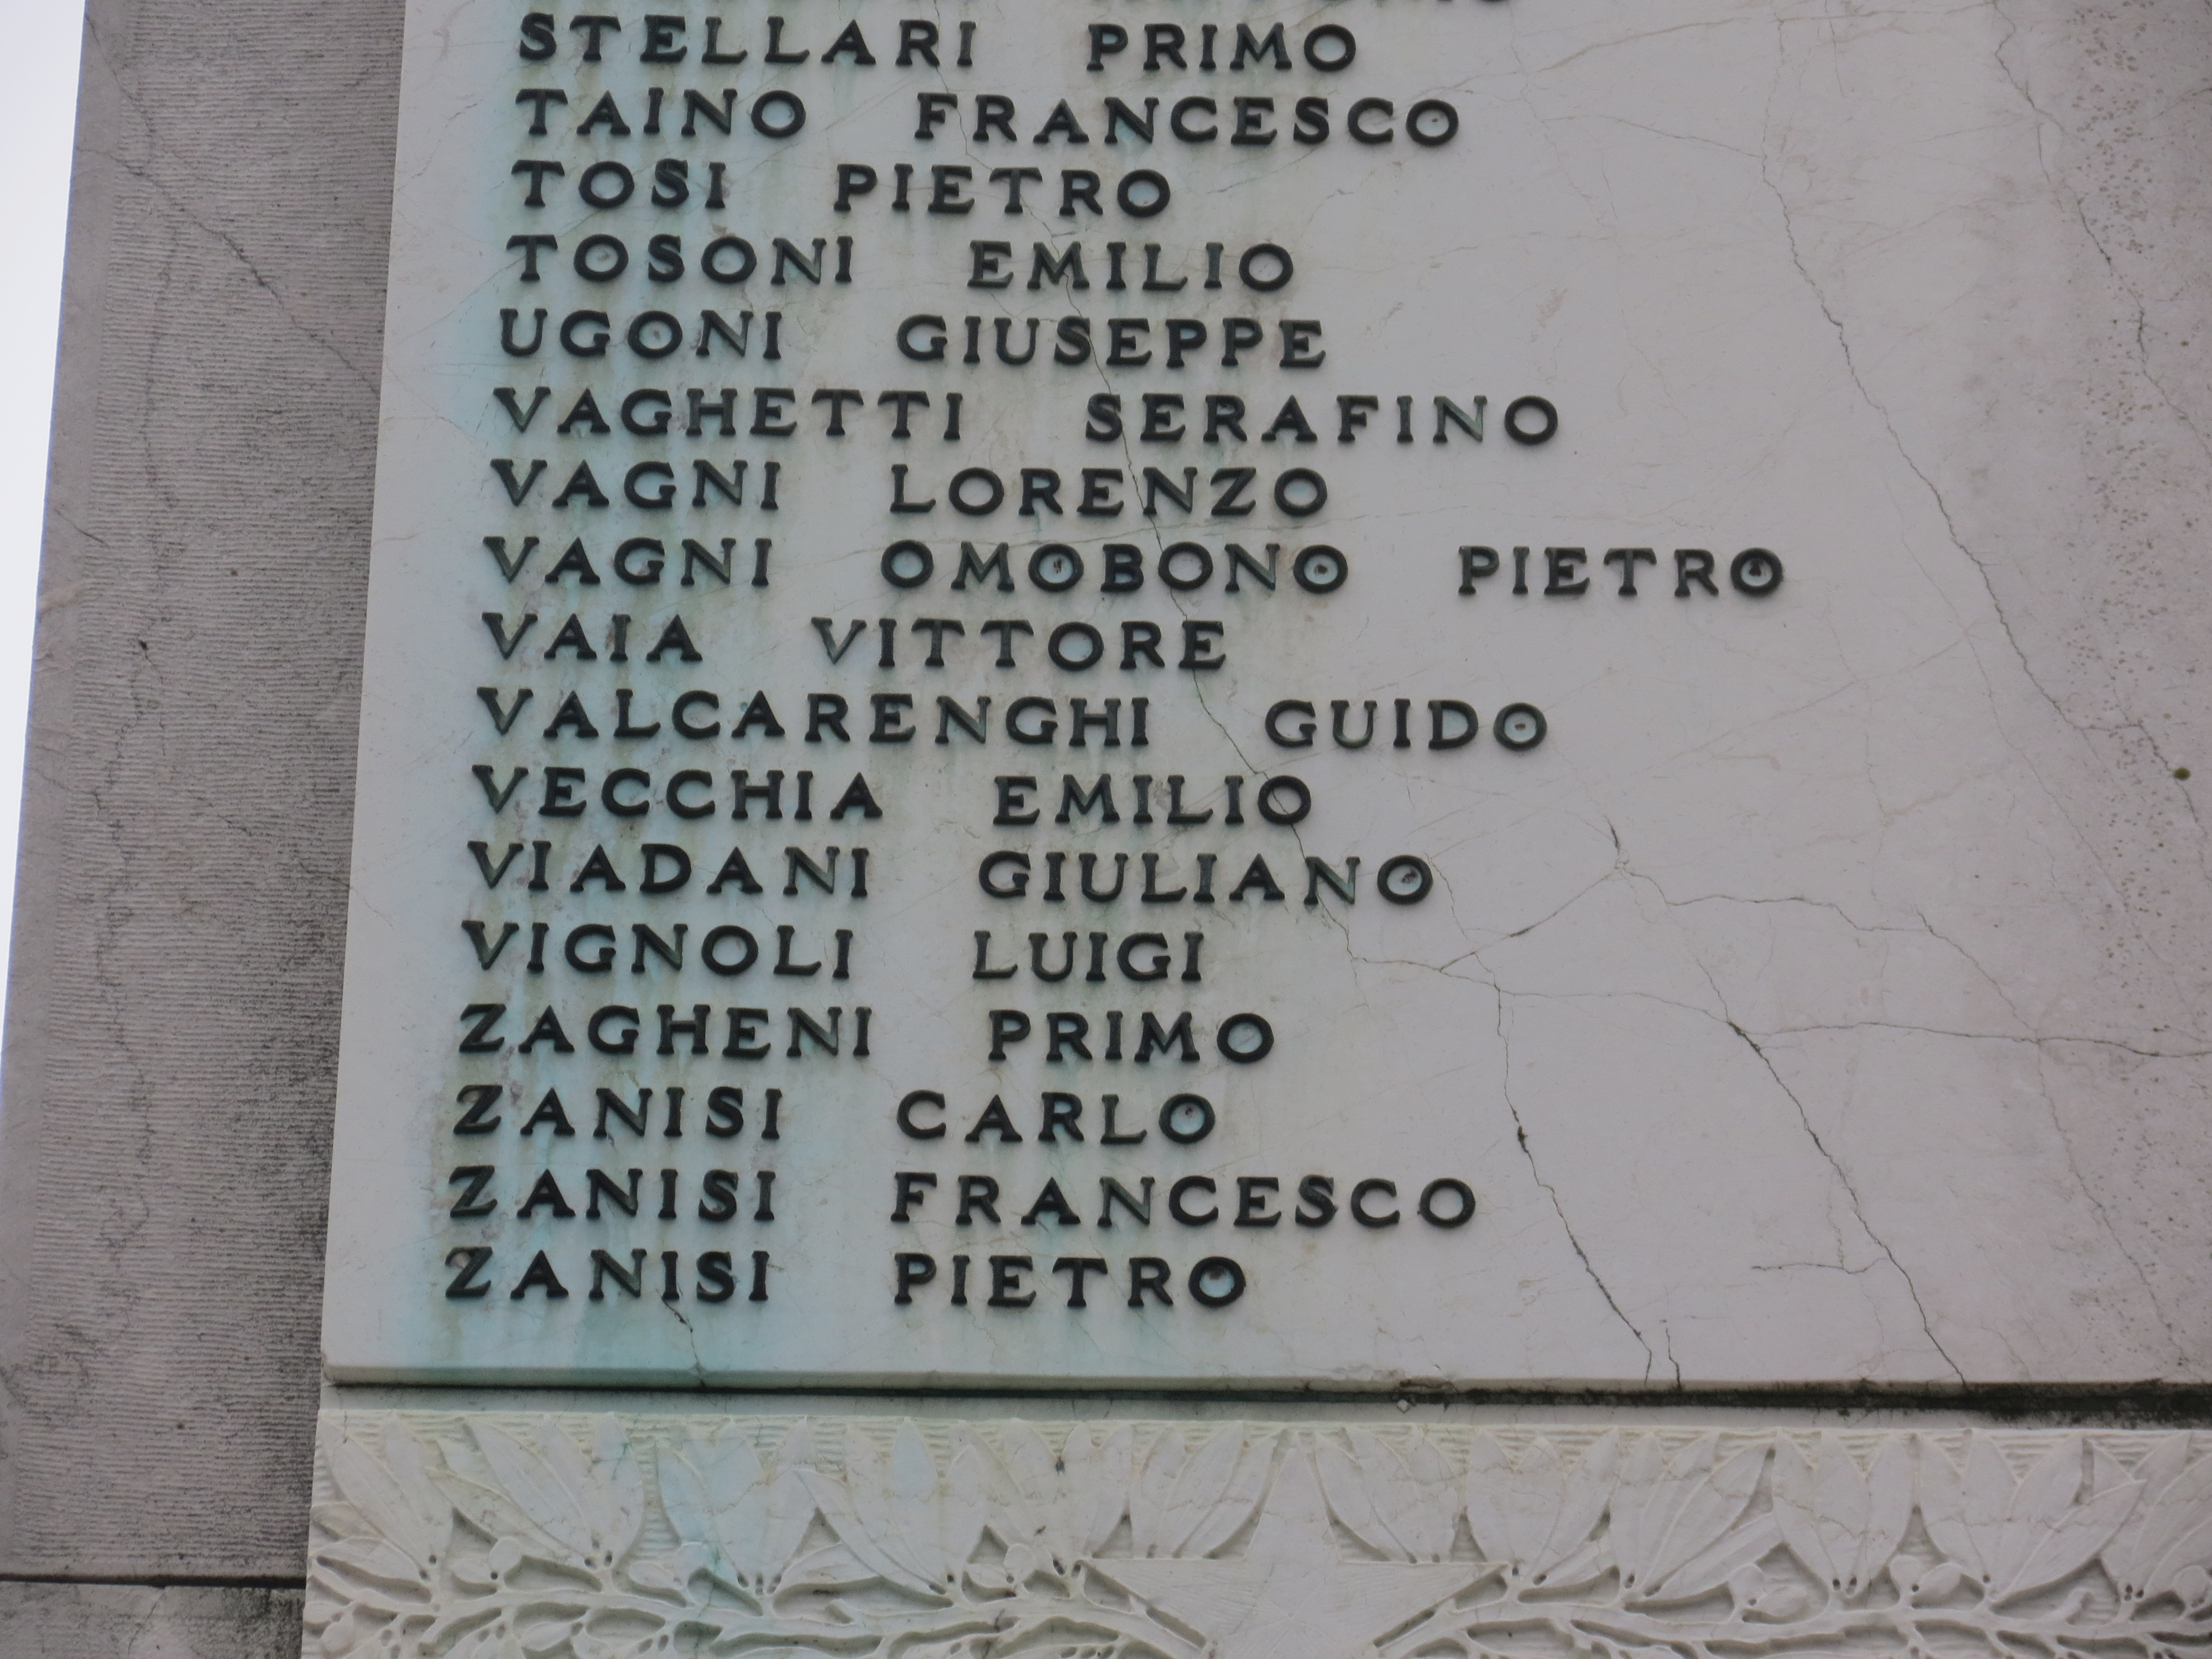 STELLARI PRIMO
TAINO FRANCESCO
TOSI PIETRO
TOSONI EMILIO
UGONI GIUSEPPE
VAGHETTI SERAFINO
VAGNI LORENZO
VAGNI OMOBONO PIETRO
VAIA VITTORE
VALCARENGHI GUIDO
VECCHIA EMILIO
VIADANI GIULIANO
VIGNOLI LUIGI
ZAGHENI PRIMO
ZANISI CARLO
ZANISI FRANCESCO
ZANISI PIETRO